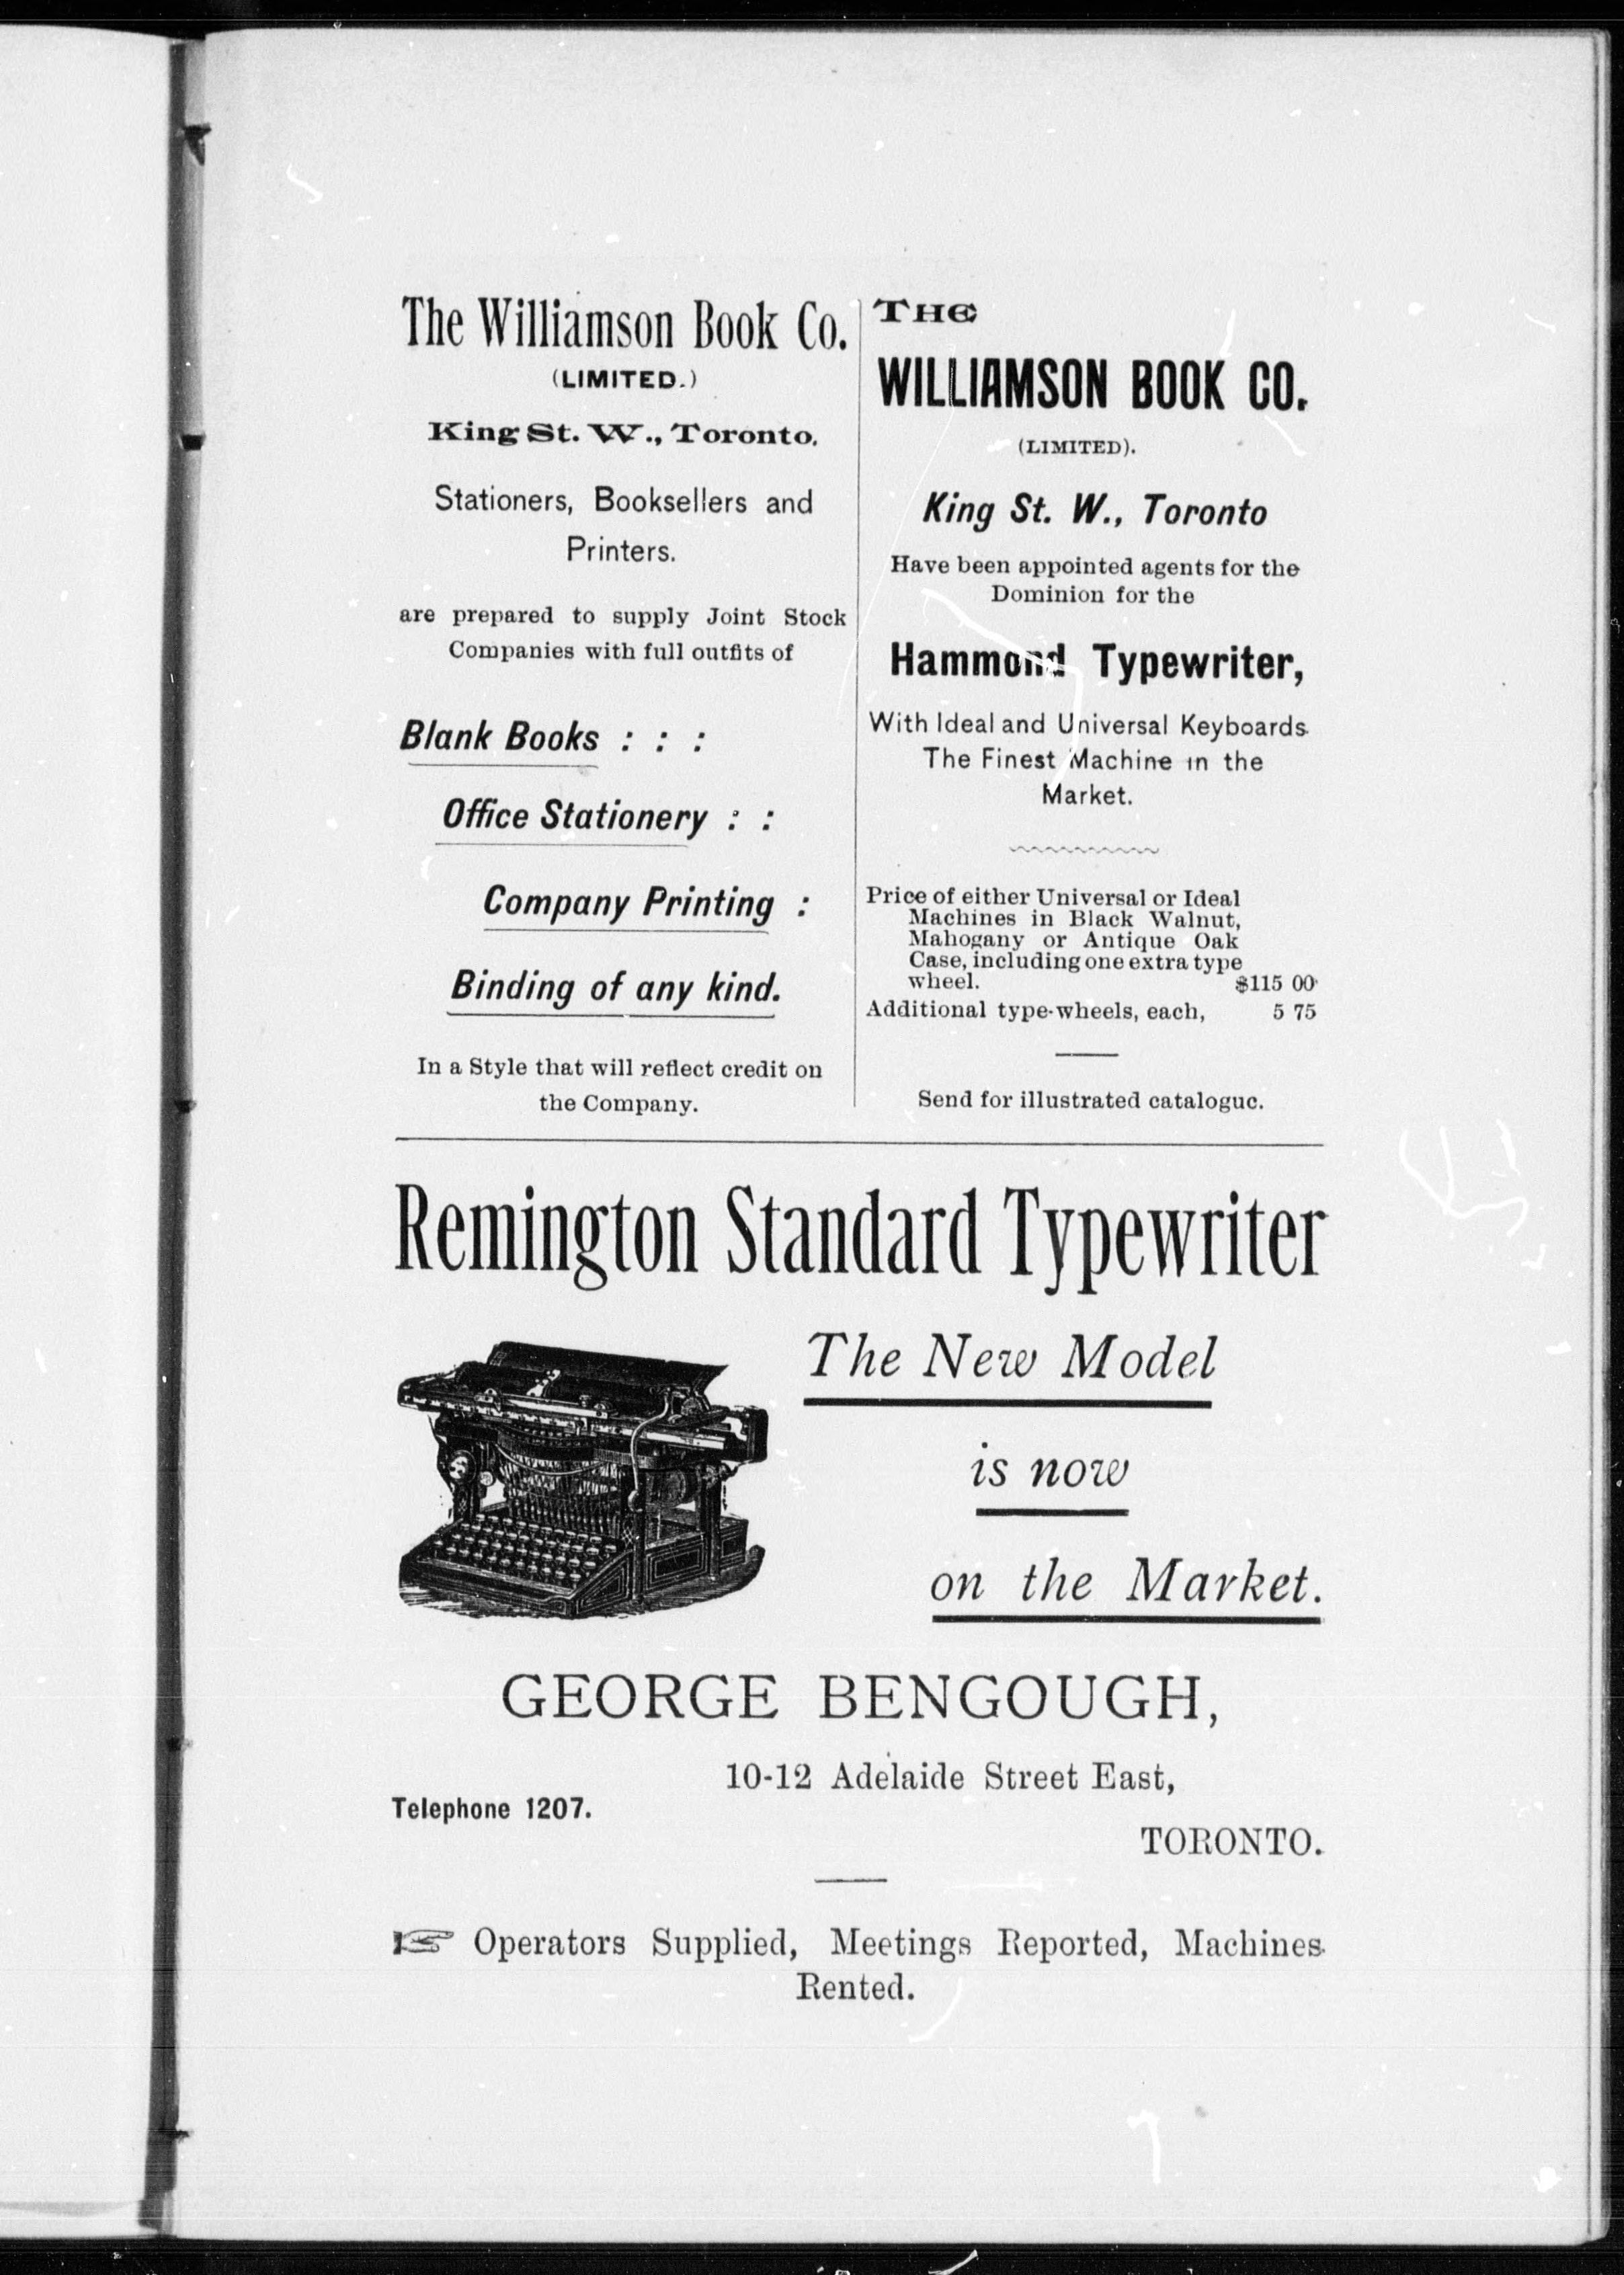 The Williamson Book Co.
(LIMITED.)
King St. W., Toronto.
Stationers, Booksellers and
Printers.
are prepared to supply Joint Stock
Companies with full outfits of
Blank Books : : :
Office Stationery : :
Company Printing :
Binding of any kind.
In a Style that will reflect credit on
the Company.
THE
WILLIAMSON BOOK CO.
(LIMITED).
King St. W., Toronto
Have been appointed agents for the
Dominion for the
Hammond Typewriter,
With Ideal and Universal Keyboards.
The Finest Machine in the
Market.
Price of either Universal or Ideal
Machines in Black Walnut,
Mahogany or Antique Oak
Case, including one extra type
wheel. $115 00
Additional type-wheels, each, 5 75
Send for illustrated catalogue.
Remington Standard Typewriter
The New Model
is now
on the Market.
GEORGE BENGOUGH,
10-12 Adelaide Street East,
Telephone 1207.
TORONTO.
☞ Operators Supplied, Meetings Reported, Machines
Rented.